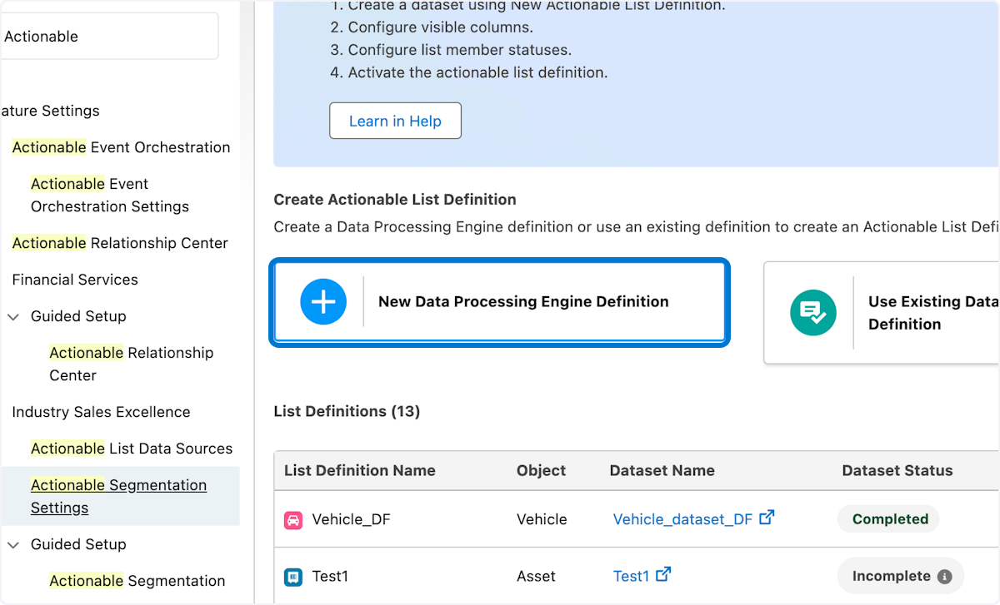 Actionable
ature Settings
Actionable Event Orchestration
Actionable Event
Orchestration Settings
Actionable Relationship Center
Financial Services
Guided Setup
Actionable Relationship
Center
Industry Sales Excellence
Actionable List Data Sources
Actionable Segmentation
Settings
Guided Setup
Actionable Segmentation
1. Create a dataset using New Actionable List Definition.
2. Configure visible columns.
3. Configure list member statuses.
4. Activate the actionable list definition.
Learn in Help
Create Actionable List Definition
Create a Data Processing Engine definition or use an existing definition to create an Actionable List Defi
New Data Processing Engine Definition
Use Existing Data
Definition
List Definitions (13)
List Definition Name Object Dataset Name Dataset Status
Vehicle_DF Vehicle Vehicle_dataset_DF Completed
Test1 Asset Test1 Incomplete